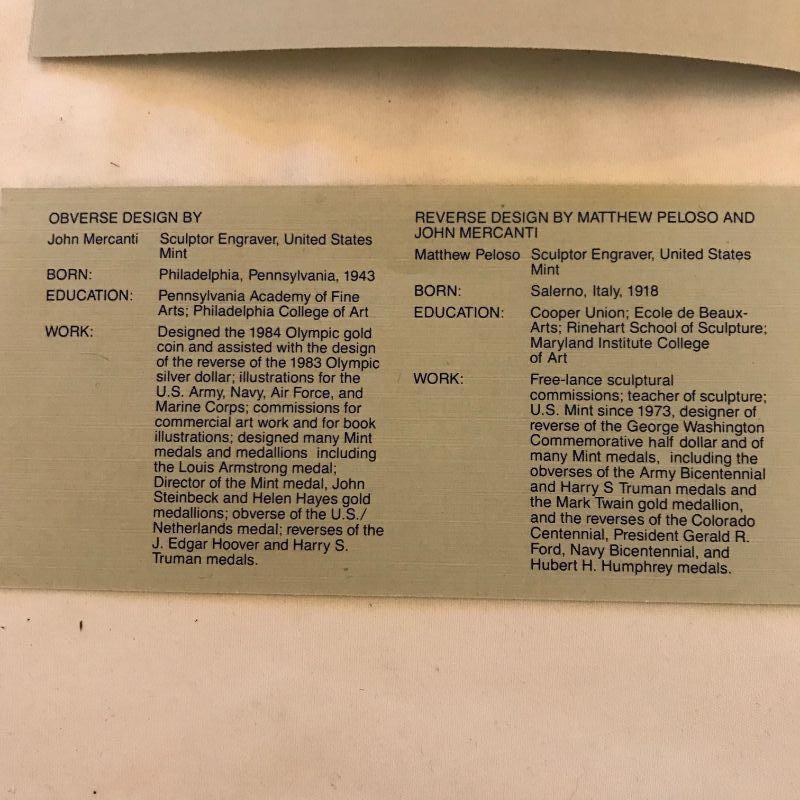 OBVERSE DESIGN BY
John Mercanti Sculptor Engraver, United States
Mint
BORN: Philadelphia, Pennsylvania, 1943
EDUCATION: Pennsylvania Academy of Fine
Arts; Philadelphia College of Art
WORK: Designed the 1984 Olympic gold
coin and assisted with the design
of the reverse of the 1983 Olympic
silver dollar; illustrations for the
U.S. Army, Navy, Air Force, and
Marine Corps; commissions for
commercial art work and for book
illustrations; designed many Mint
medals and medallions including
the Louis Armstrong medal;
Director of the Mint medal, John
Steinbeck and Helen Hayes gold
medallions; obverse of the U.S./
Netherlands medal; reverses of the
J. Edgar Hoover and Harry S.
Truman medals.
REVERSE DESIGN BY MATTHEW PELOSO AND
JOHN MERCANTI
Matthew Peloso Sculptor Engraver, United States
Mint
BORN: Salerno, Italy, 1918
EDUCATION: Cooper Union; Ecole de Beaux-
Arts; Rinehart School of Sculpture;
Maryland Institute College
of Art
WORK: Free-lance sculptural
commissions; teacher of sculpture;
U.S. Mint since 1973, designer of
reverse of the George Washington
Commemorative half dollar and of
many Mint medals, including the
obverses of the Army Bicentennial
and Harry S Truman medals and
the Mark Twain gold medallion,
and the reverses of the Colorado
Centennial, President Gerald R.
Ford, Navy Bicentennial, and
Hubert H. Humphrey medals.